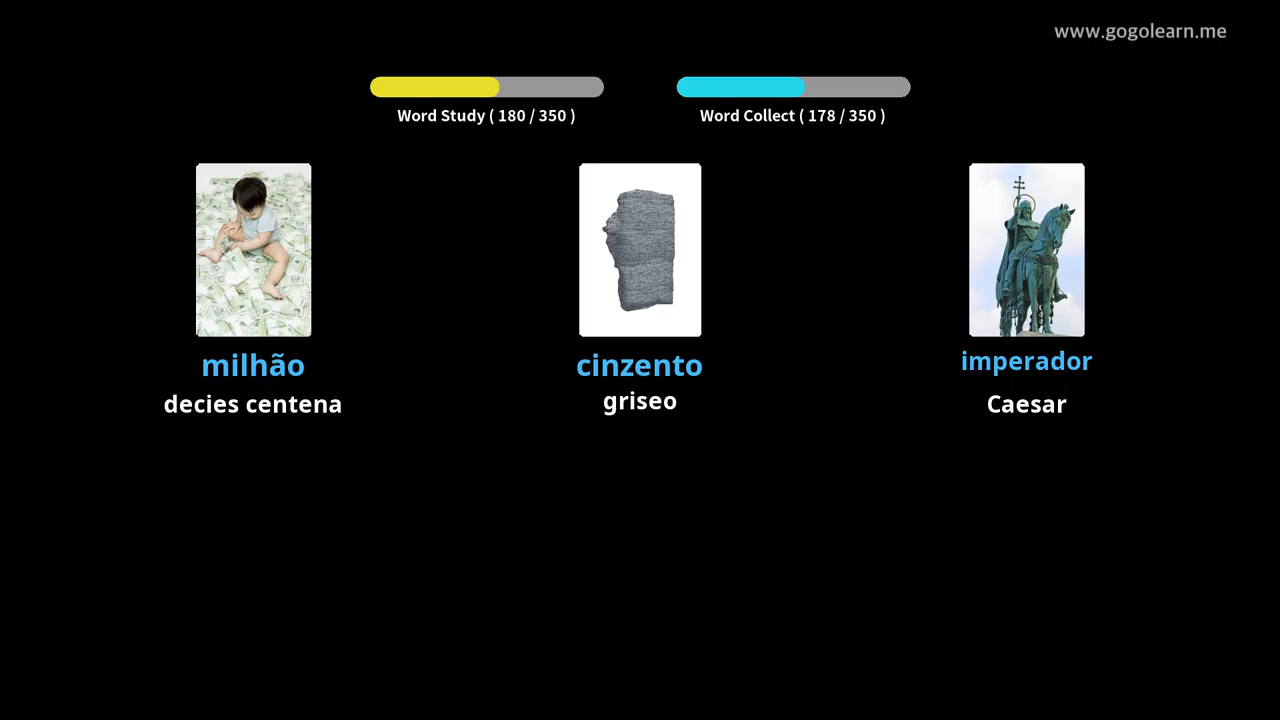 www.gogolearn.me
Word Study ( 180 / 350 )
Word Collect ( 178 / 350 )
milhão
cinzento
imperador
decies centena
griseo
Caesar